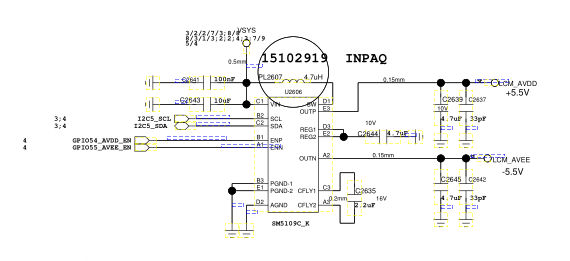 3/2/2/7/3;8/8
VSYS
6/3/1/3;2;2;4;3;7/9
5/4
0.5mm
15102919 INPAQ
C2641 100nF
PL2607 4.7uH
0.15mm
LCM_AVDD
+5.5V
U2606
C2643 10uF
C1 VIN
SW D1
OUTP E3
C2639
C2637
10V
4.7uF
33pF
3;4 I2C5_SCL B2 SCL
3;4 I2C5_SDA C2 SDA
REG1 D3
REG2 E2
10V
C2644 4.7uF
4 GPIO54_AVDD_EN B1 ENP
4 GPIO55_AVEE_EN A1 ENN
OUTN A2
0.15mm
LCM_AVEE
-5.5V
B3 PGND-1
E1 PGND-2
CFLY1 C3
C2635
C2645
C2642
D2 AGND
CFLY2 A3
0.2mm
16V
2.2uF
4.7uF
33pF
SM5109C_K